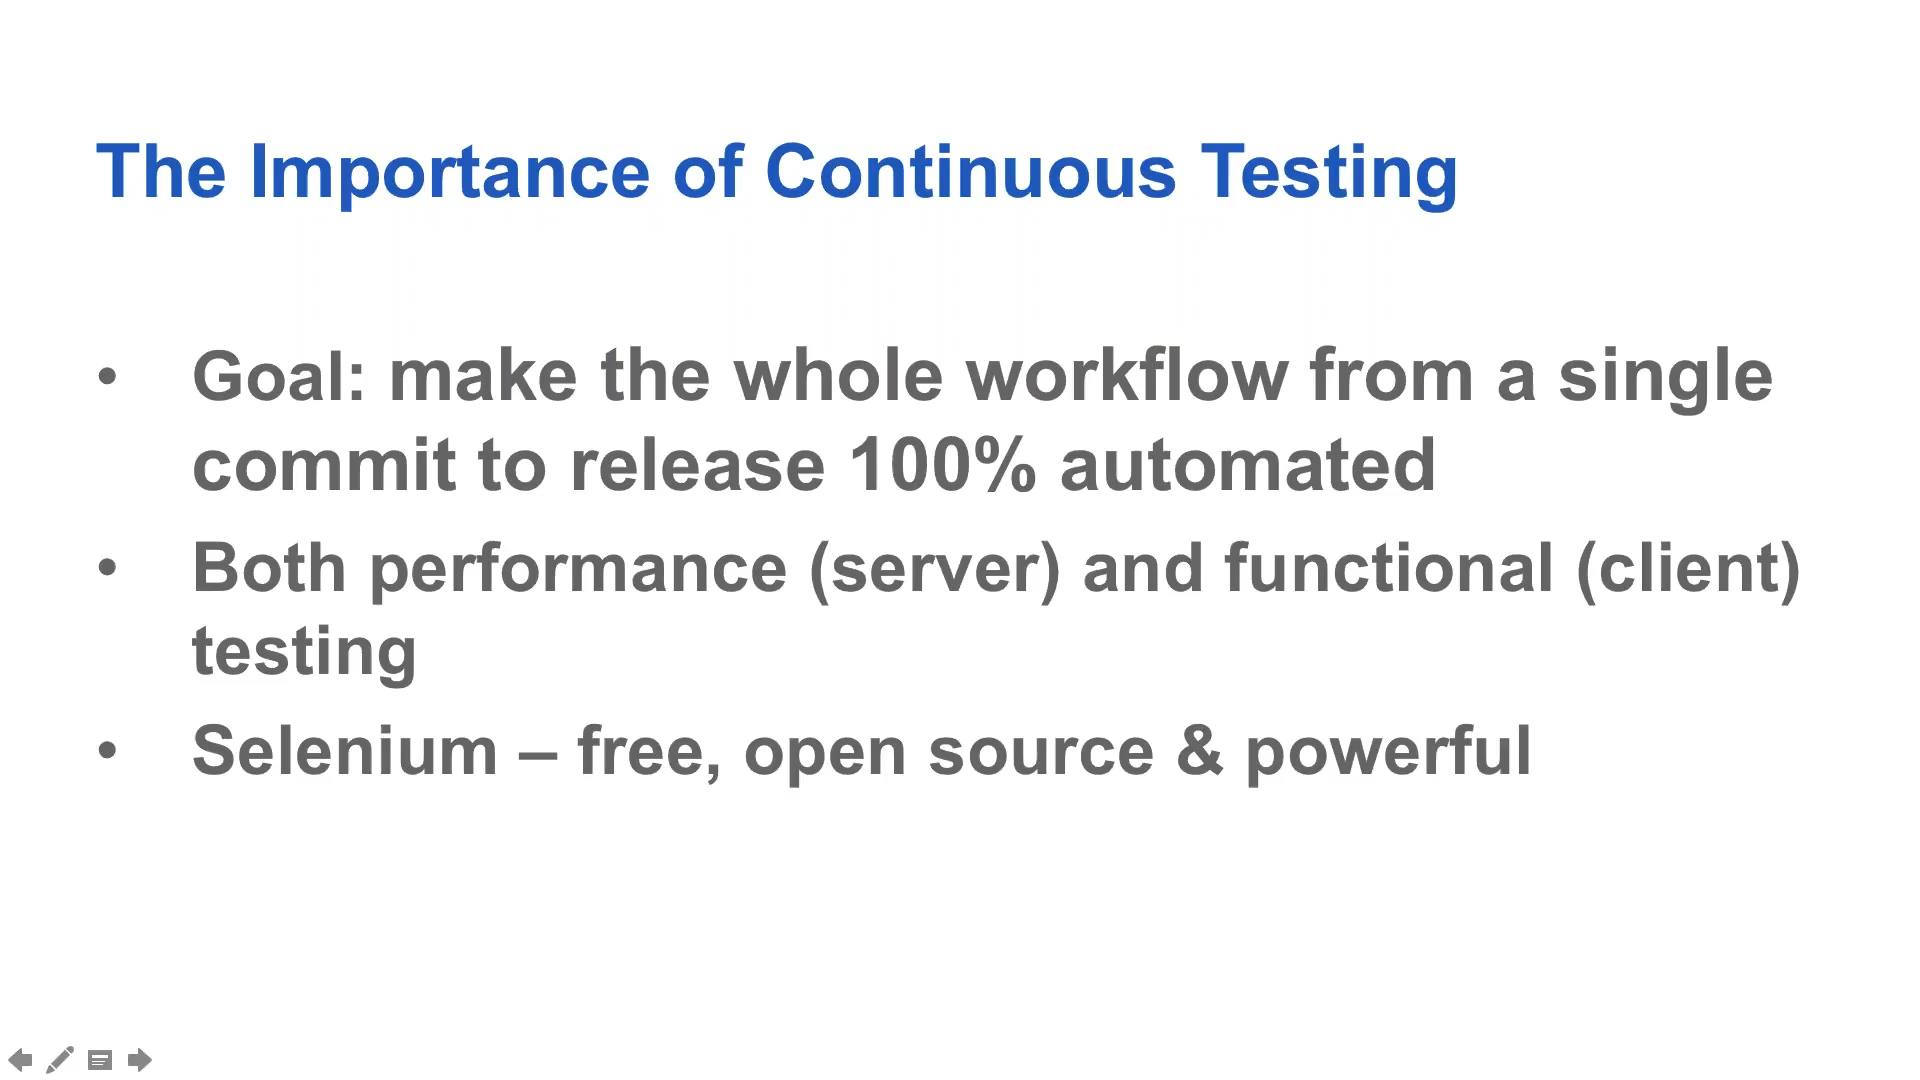 The Importance of Continuous Testing
• Goal: make the whole workflow from a single
commit to release 100% automated
• Both performance (server) and functional (client)
testing
• Selenium – free, open source & powerful